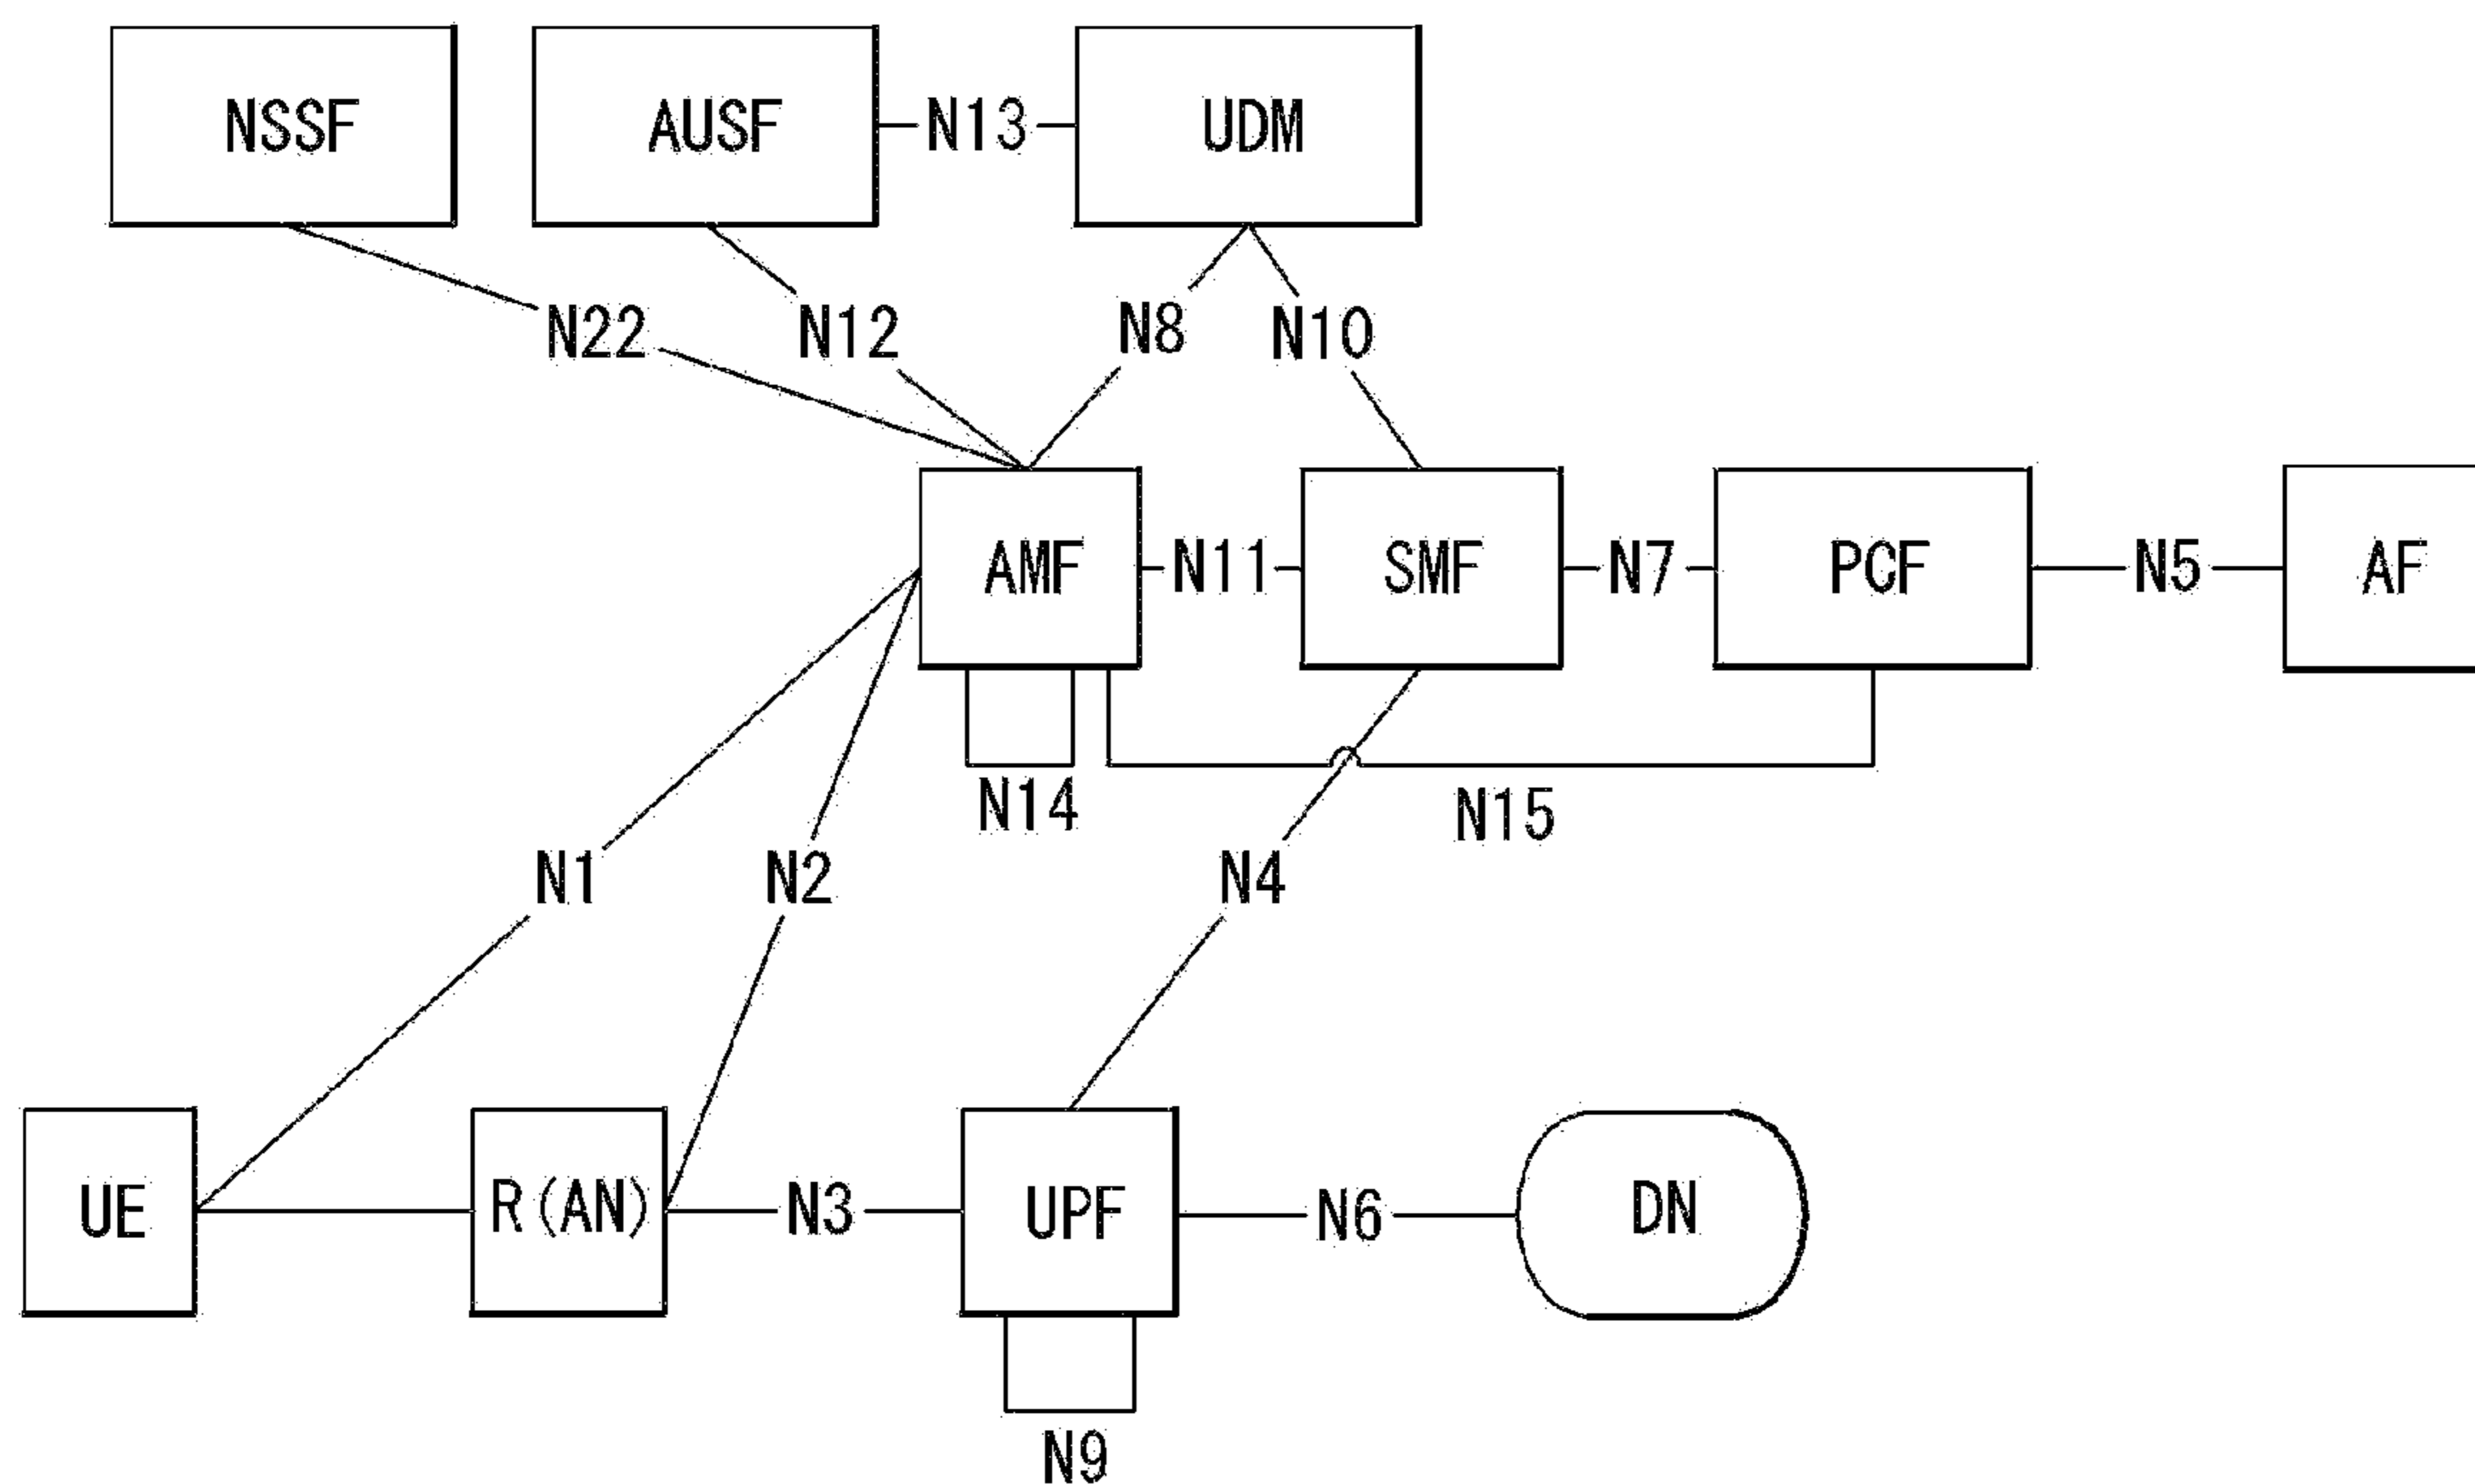 NSSF
AUSF
N13
UDM
N22
N12
N8
N10
AMF
N11
SMF
N7
PCF
N5
AF
N14
N15
N1
N2
N4
UE
R(AN)
N3
UPF
N6
DN
N9